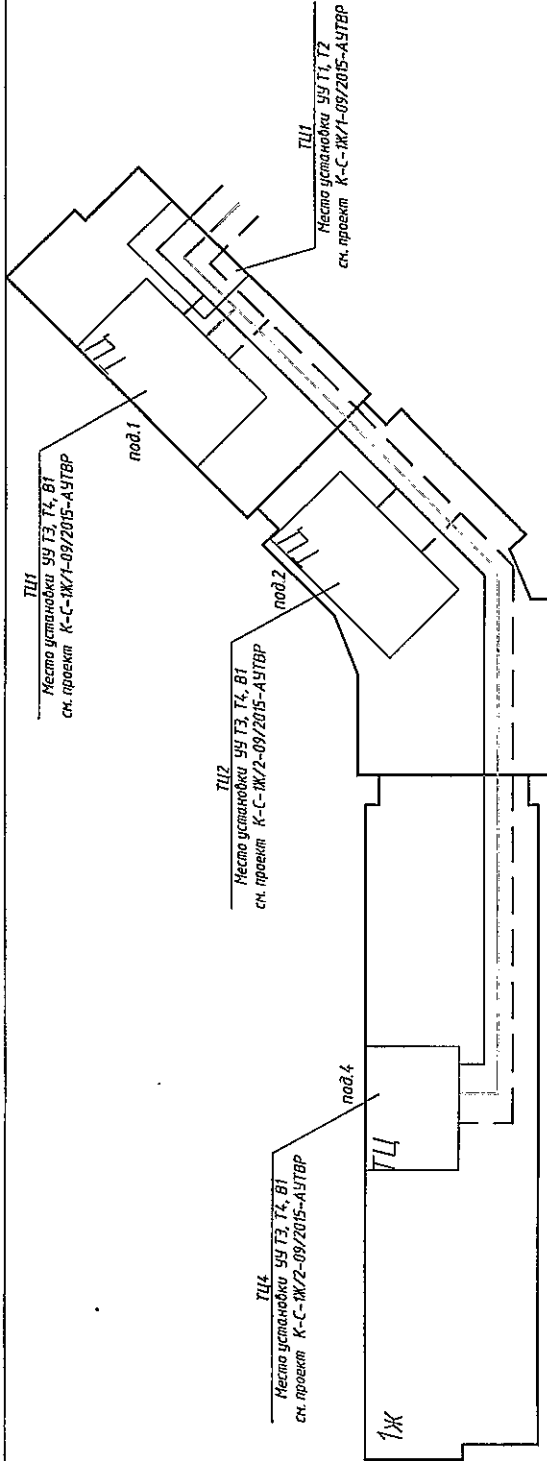 ТЦ1
Место установки УУ Т3, Т4, В1
см. проект К-С-1Ж/1-09/2015-АУТВР
под.1
ТЦ
ТЦ1
Место установки УУ Т1, Т2
см. проект К-С-1Ж/1-09/2015-АУТВР
ТЦ2
Место установки УУ Т3, Т4, В1
см. проект К-С-1Ж/2-09/2015-АУТВР
под.2
ТЦ
ТЦ4
Место установки УУ Т3, Т4, В1
см. проект К-С-1Ж/2-09/2015-АУТВР
под.4
ТЦ
1Ж